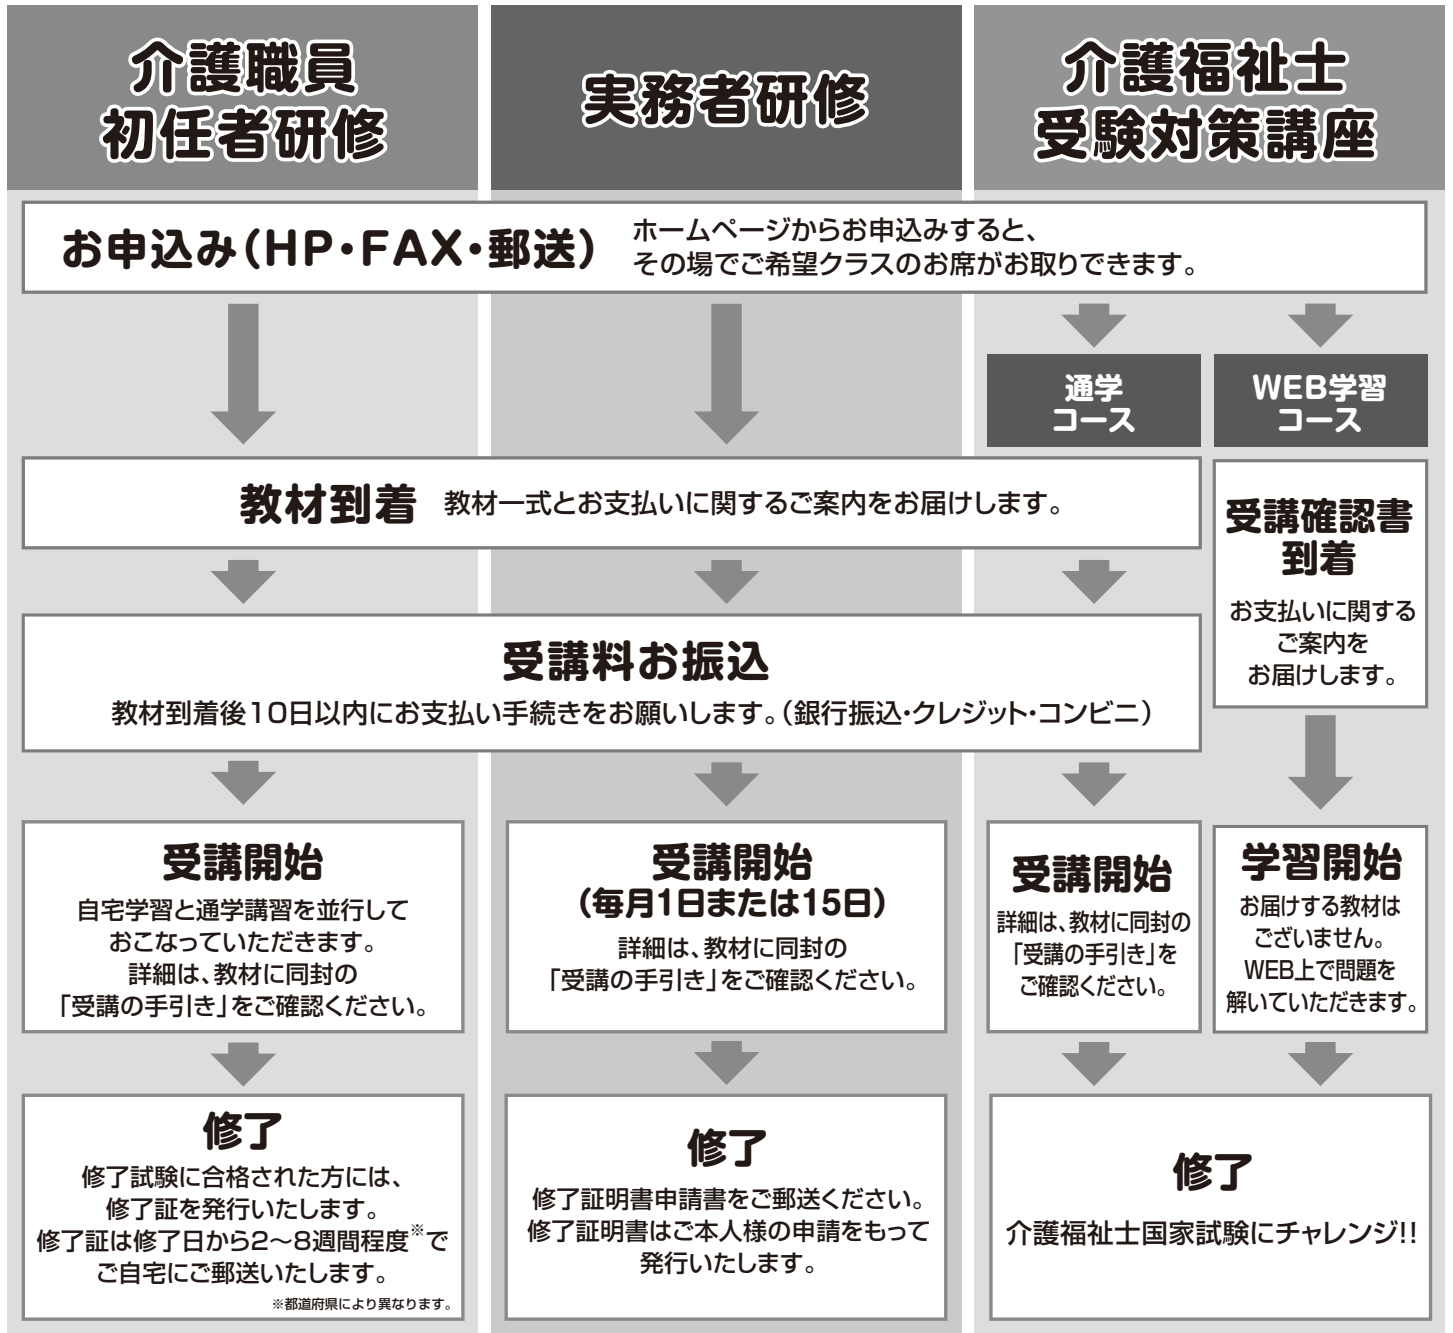 介護職員
初任者研修
実務者研修
介護福祉士
受験対策講座
お申込み（HP・FAX・郵送）
ホームページからお申込みすると、
その場でご希望クラスのお席がお取りできます。
通学
コース
WEB学習
コース
教材到着 教材一式とお支払いに関するご案内をお届けします。
受講確認書
到着
お支払いに関する
ご案内を
お届けします。
受講料お振込
教材到着後10日以内にお支払い手続きをお願いします。（銀行振込・クレジット・コンビニ）
受講開始
自宅学習と通学講習を並行して
おこなっていただきます。
詳細は、教材に同封の
「受講の手引き」をご確認ください。
受講開始
（毎月1日または15日）
詳細は、教材に同封の
「受講の手引き」をご確認ください。
受講開始
詳細は、教材に同封の
「受講の手引き」を
ご確認ください。
学習開始
お届けする教材は
ございません。
WEB上で問題を
解いていただきます。
修了
修了試験に合格された方には、
修了証を発行いたします。
修了証は修了日から2〜8週間程度※で
ご自宅にご郵送いたします。
※都道府県により異なります。
修了
修了証明書申請書をご郵送ください。
修了証明書はご本人様の申請をもって
発行いたします。
修了
介護福祉士国家試験にチャレンジ!!